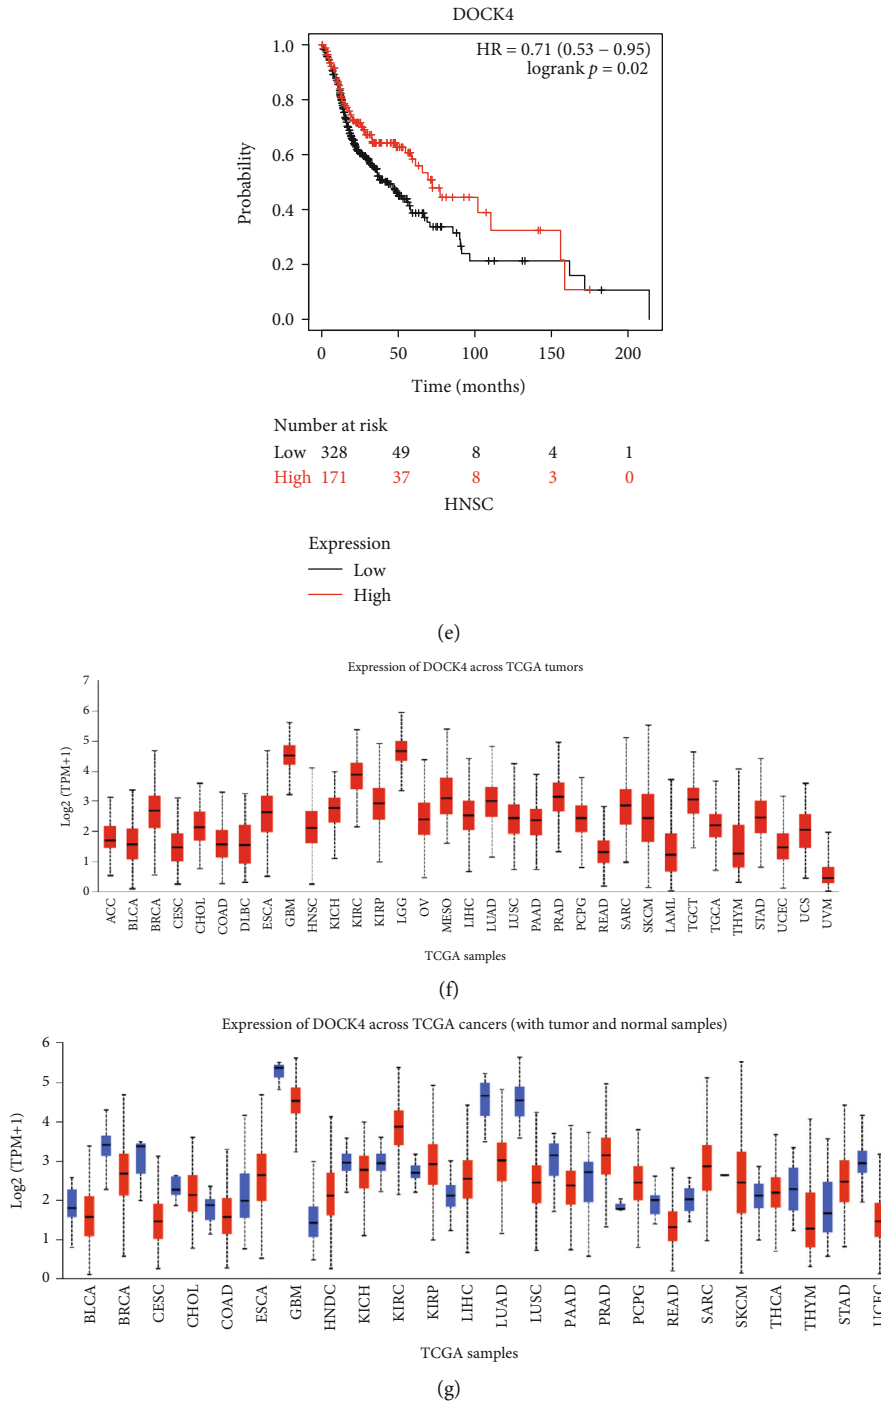 DOCK4
HR = 0.71 (0.53 − 0.95)
logrank p = 0.02
1.0
0.8
0.6
0.4
0.2
0.0
Probability
0 50 100 150 200
Time (months)
Number at risk
Low 328 49 8 4 1
High 171 37 8 3 0
HNSC
Expression
Low
High
(e)
Expression of DOCK4 across TCGA tumors
7
6
5
4
3
2
1
0
Log2 (TPM+1)
ACC BLCA BRCA CESC CHOL COAD DLBC ESCA GBM HNSC KICH KIRC KIRP LGG OV MESO LIHC LUAD LUSC PAAD PRAD PCPG READ SARC SKCM LAML TGCT TGCA THYM STAD UCEC UCS UVM
TCGA samples
(f)
Expression of DOCK4 across TCGA cancers (with tumor and normal samples)
6
5
4
3
2
1
0
Log2 (TPM+1)
BLCA BRCA CESC CHOL COAD ESCA GBM HNDC KICH KIRC KIRP LIHC LUAD LUSC PAAD PRAD PCPG READ SARC SKCM THCA THYM STAD UCEC
TCGA samples
(g)